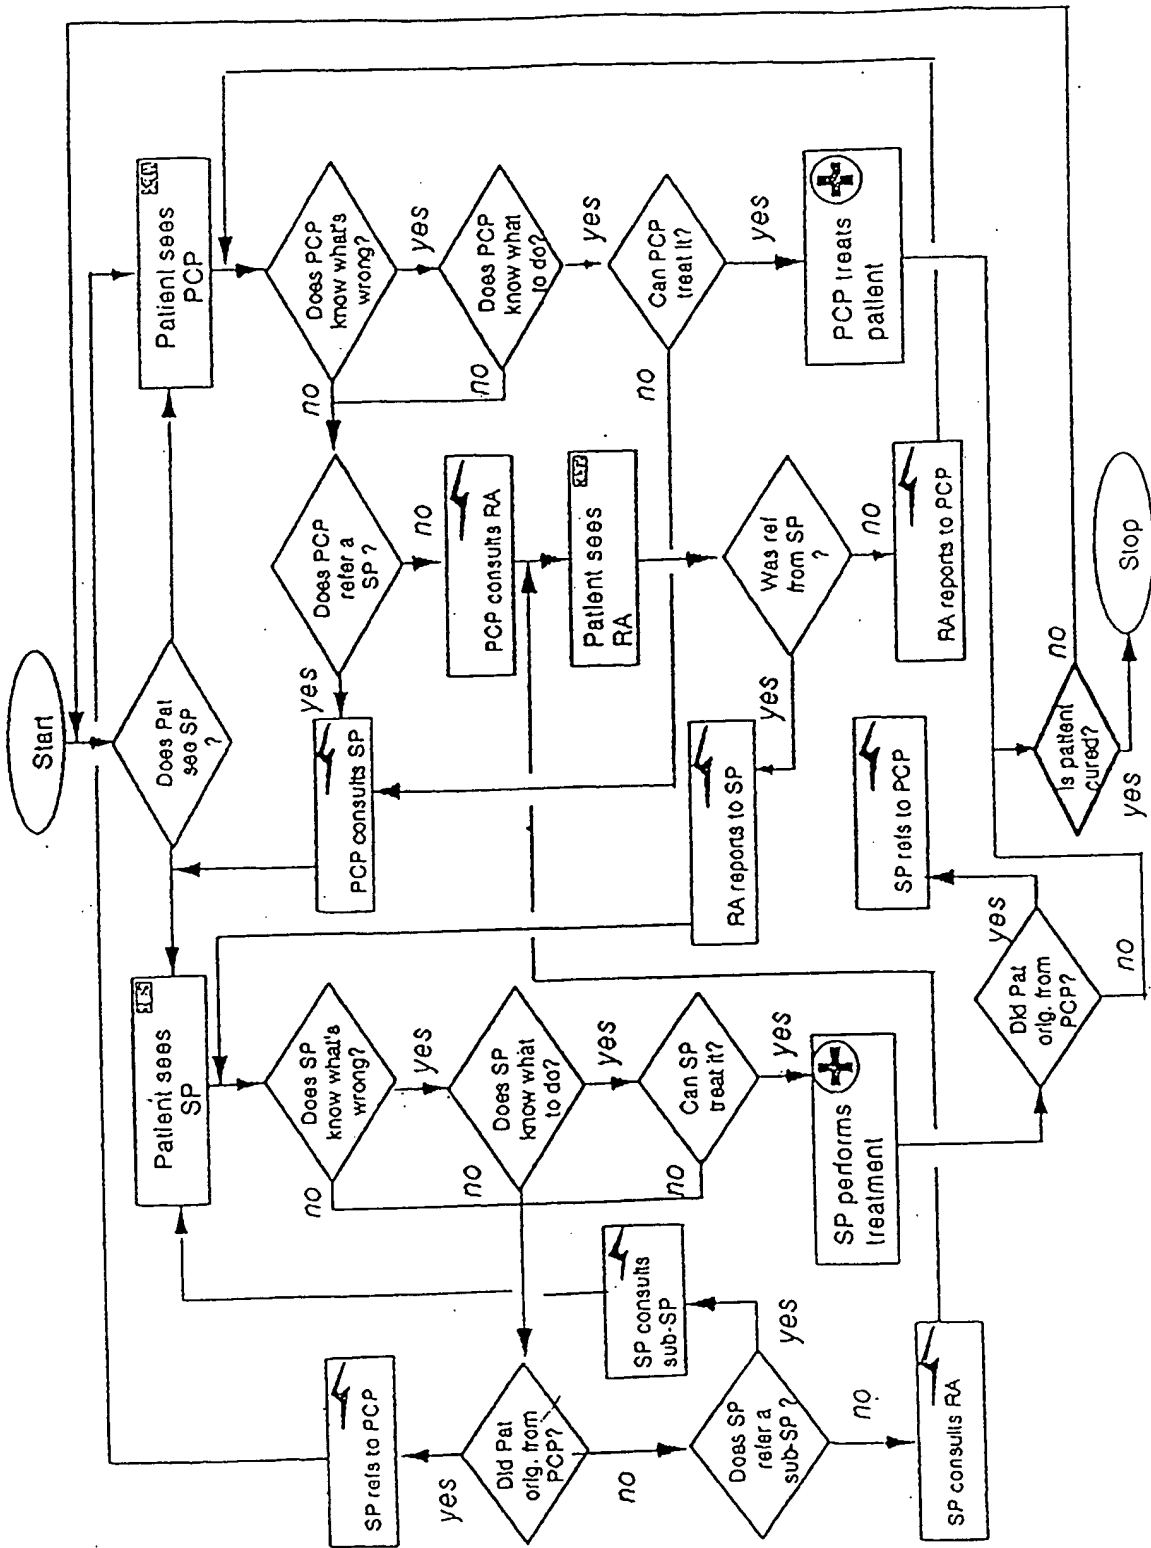 Start
Does Pat
see SP
?
Patient sees
PCP
Does PCP
know what's
wrong?
yes
no
Does PCP
know what
to do?
yes
no
Can PCP
treat it?
yes
no
PCP treats
patient
Does PCP
refer a
SP ?
yes
no
PCP consults RA
Patient sees
RA
Was ref
from SP
?
yes
no
RA reports to PCP
PCP consults SP
RA reports to SP
SP refs to PCP
Is patient
cured?
no
yes
Stop
Patient sees
SP
Does SP
know what's
wrong?
yes
no
Does SP
know what
to do?
yes
no
Can SP
treat it?
yes
no
SP performs
treatment
Did Pat
orig. from
PCP?
yes
no
SP consults
sub-SP
SP refs to PCP
Did Pat
orig. from
PCP?
yes
no
Does SP
refer a
sub-SP ?
yes
no
SP consults RA